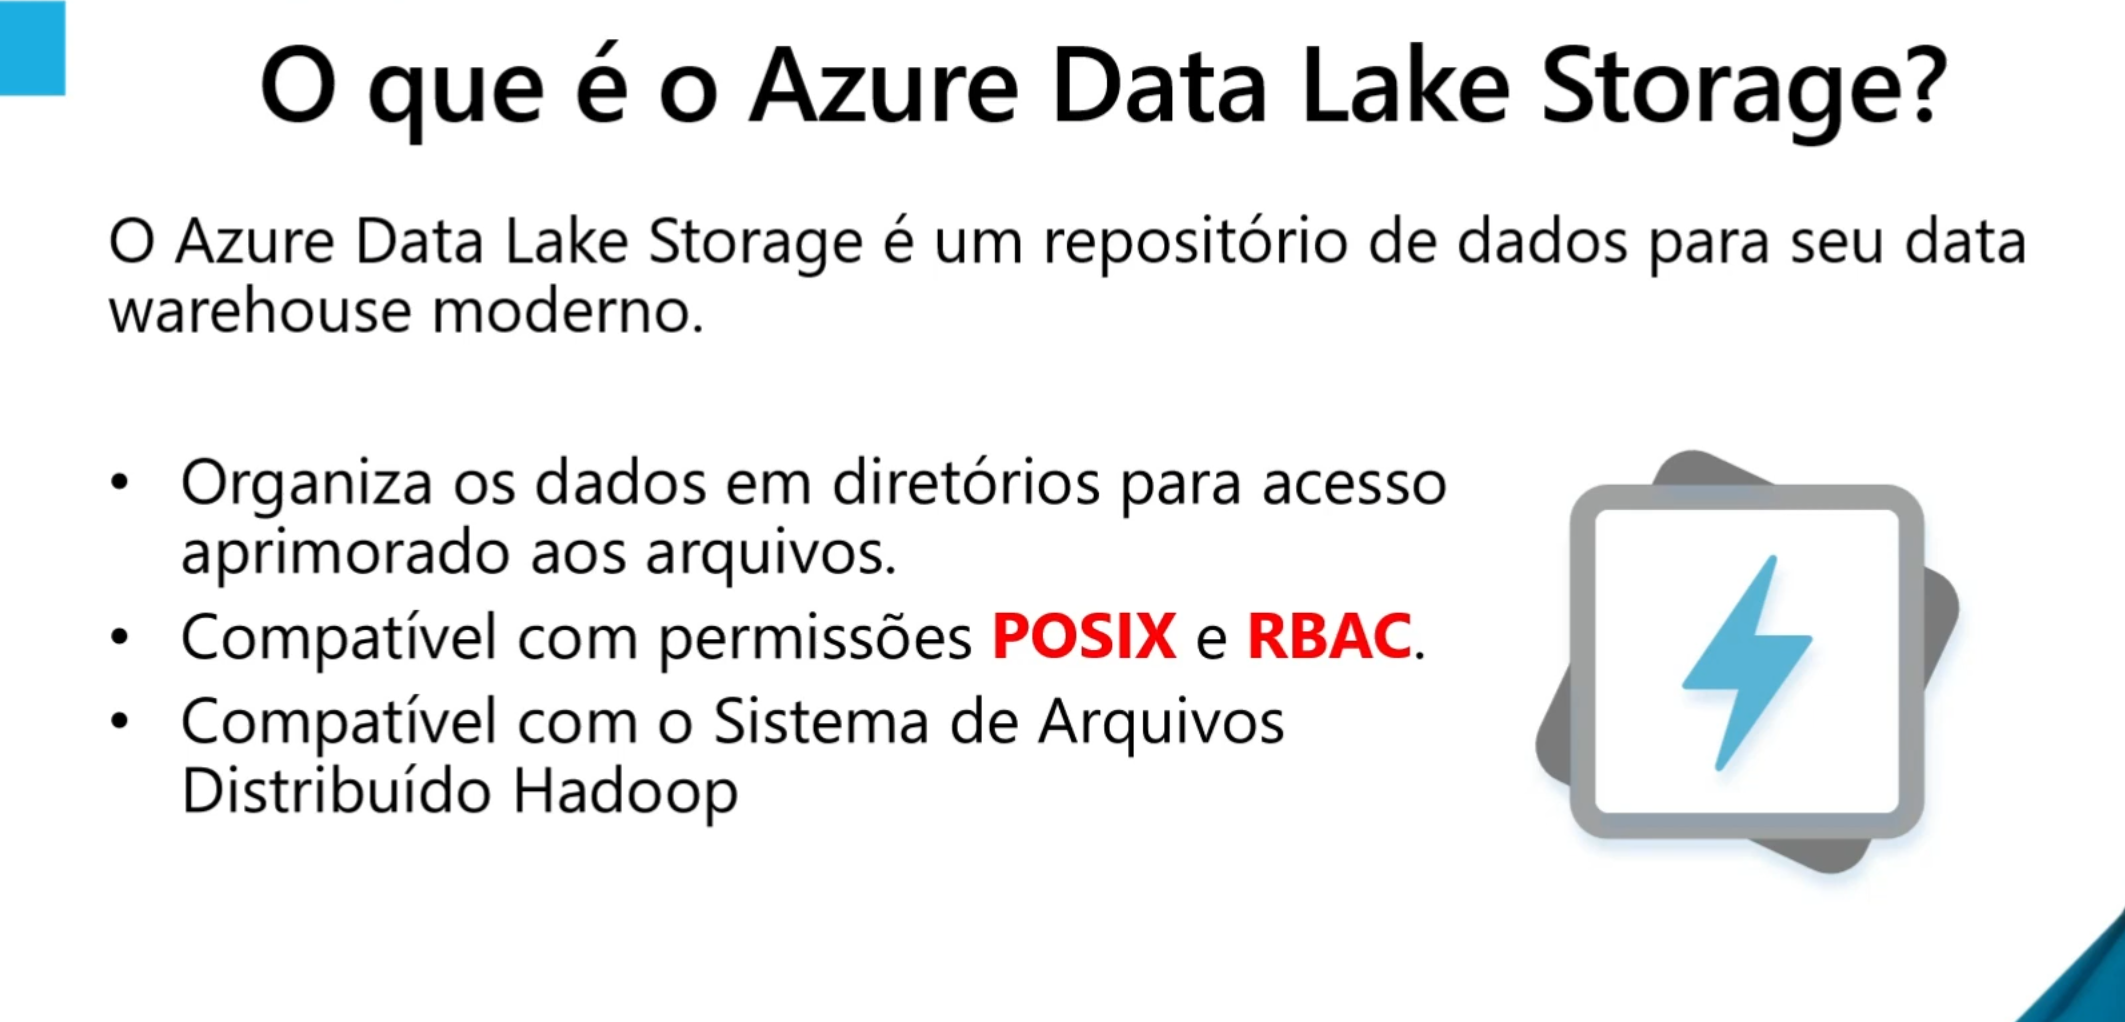 O que é o Azure Data Lake Storage?
O Azure Data Lake Storage é um repositório de dados para seu data
warehouse moderno.
• Organiza os dados em diretórios para acesso
aprimorado aos arquivos.
• Compatível com permissões POSIX e RBAC.
• Compatível com o Sistema de Arquivos
Distribuído Hadoop